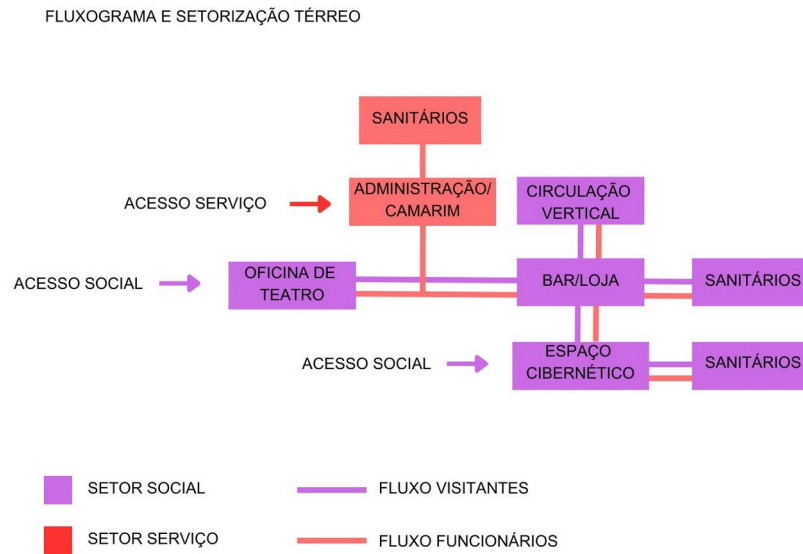 FLUXOGRAMA E SETORIZAÇÃO TÉRREO
SANITÁRIOS
ACESSO SERVIÇO
ADMINISTRAÇÃO/
CAMARIM
CIRCULAÇÃO
VERTICAL
ACESSO SOCIAL
OFICINA DE
TEATRO
BAR/LOJA
SANITÁRIOS
ACESSO SOCIAL
ESPAÇO
CIBERNÉTICO
SANITÁRIOS
SETOR SOCIAL
FLUXO VISITANTES
SETOR SERVIÇO
FLUXO FUNCIONÁRIOS